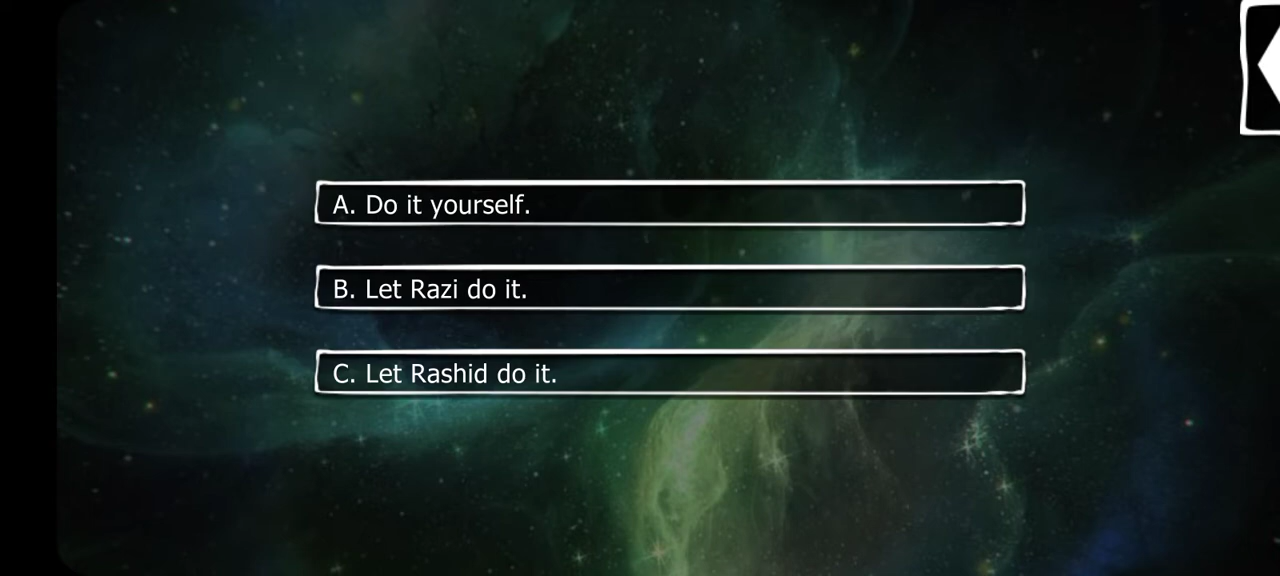 A. Do it yourself.
B. Let Razi do it.
C. Let Rashid do it.